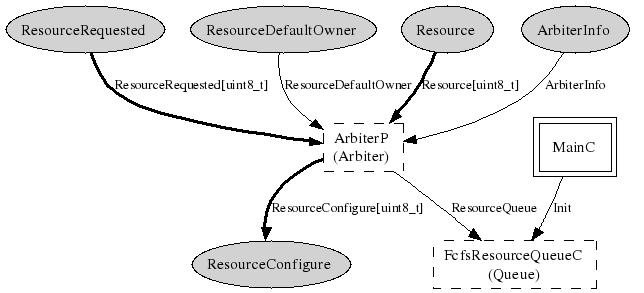 ResourceRequested
ResourceDefaultOwner
Resource
ArbiterInfo
ResourceRequested[uint8_t]
ResourceDefaultOwner
Resource[uint8_t]
ArbiterInfo
ArbiterP
(Arbiter)
MainC
ResourceConfigure[uint8_t]
ResourceQueue
Init
ResourceConfigure
FcfsResourceQueueC
(Queue)